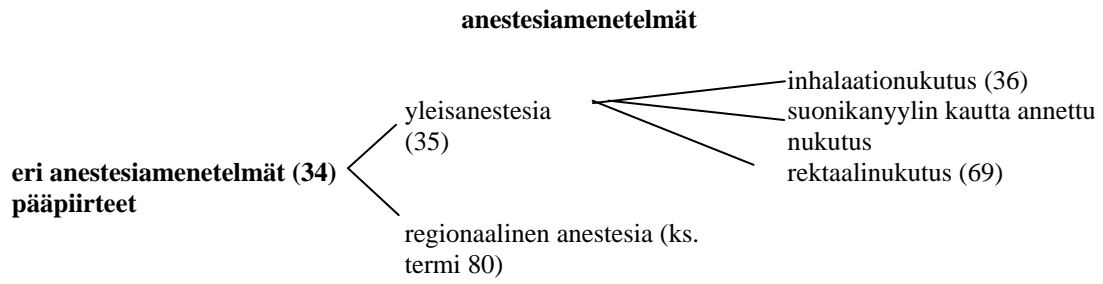 anestesiamenetelmät
inhalaationukutus (36)
yleisanestesia
(35)
suonikanyylin kautta annettu
nukutus
rektaalinukutus (69)
eri anestesiamenetelmät (34)
pääpiirteet
regionaalinen anestesia (ks.
termi 80)